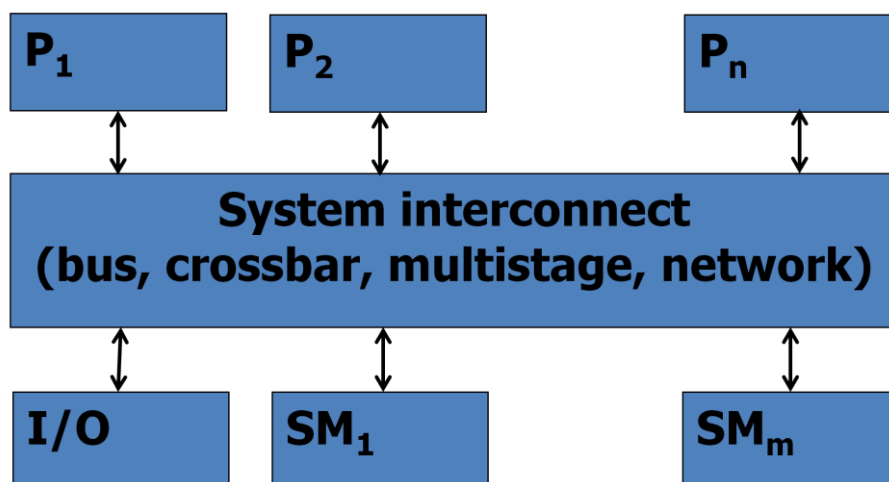 P₁
P₂
Pₙ
System interconnect
(bus, crossbar, multistage, network)
I/O
SM₁
SMₘ